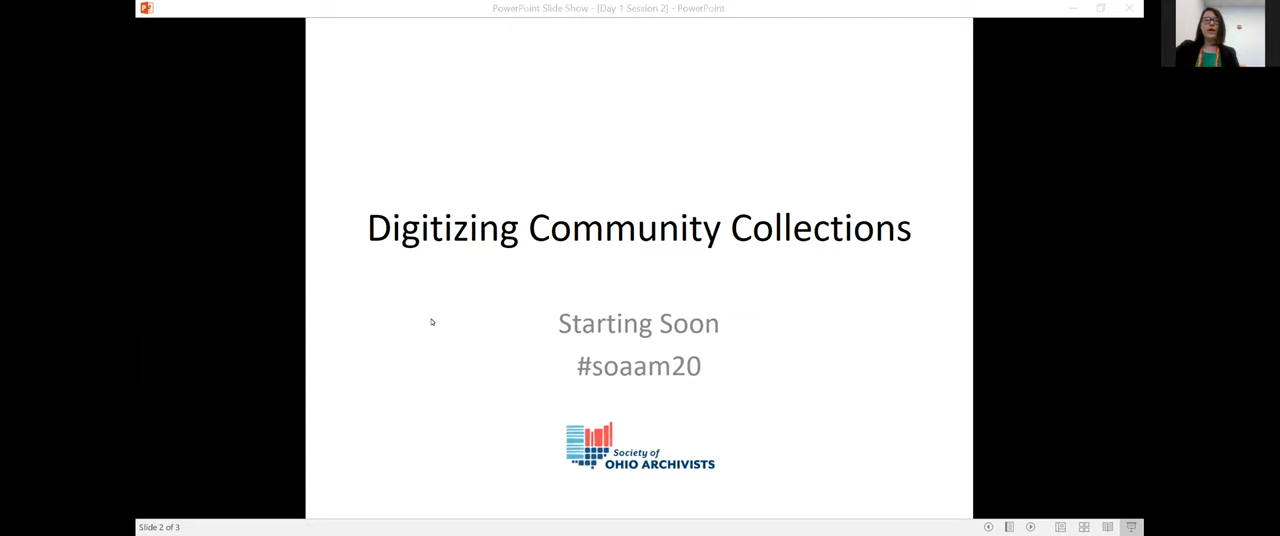 PowerPoint Slide Show - [Day 1 Session 2] - PowerPoint
Digitizing Community Collections
Starting Soon
#soaam20
Society of
OHIO ARCHIVISTS
Slide 2 of 3